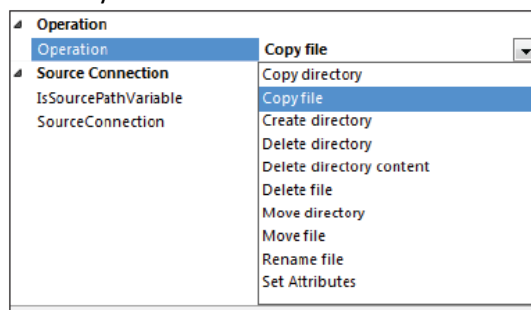 Operation
Operation Copy file
Source Connection Copy directory
IsSourcePathVariable Copy file
SourceConnection Create directory
Delete directory
Delete directory content
Delete file
Move directory
Move file
Rename file
Set Attributes